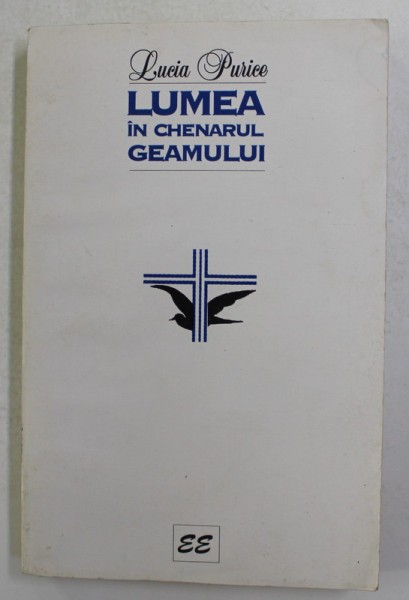 Lucia Purice
LUMEA
ÎN CHENARUL
GEAMULUI
EE